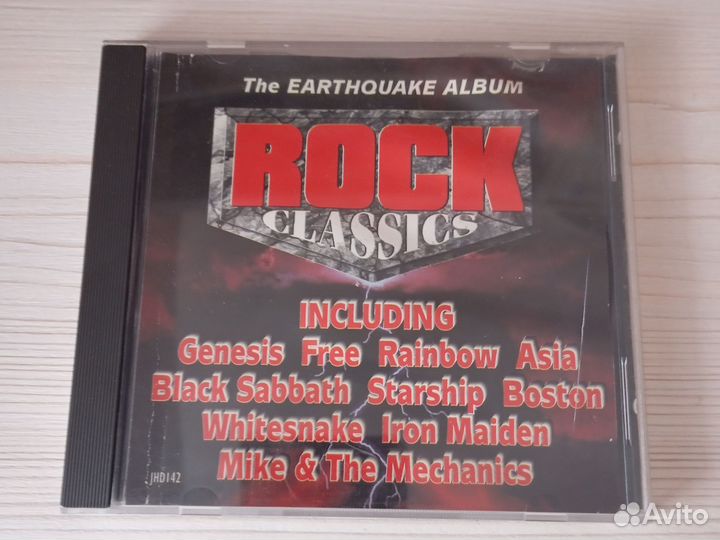 The EARTHQUAKE ALBUM
ROCK
CLASSICS
INCLUDING
Genesis Free Rainbow Asia
Black Sabbath Starship Boston
Whitesnake Iron Maiden
Mike & The Mechanics
JHD142
Avito